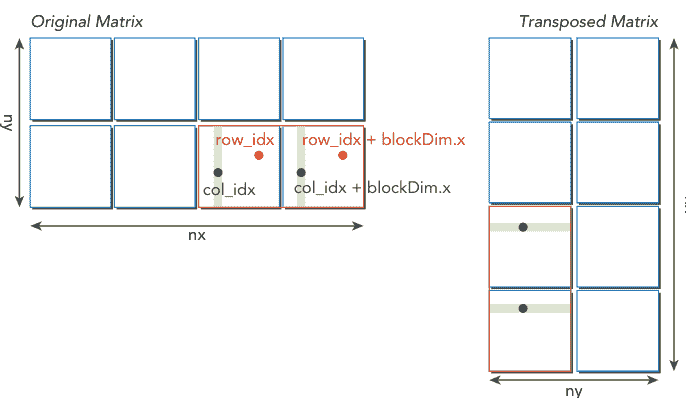 Original Matrix
Transposed Matrix
ny
row_idx
row_idx + blockDim.x
col_idx
col_idx + blockDim.x
nx
ny